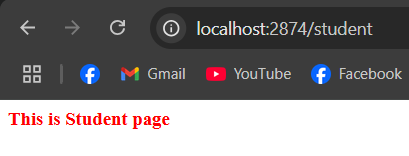 localhost:2874/student
Gmail YouTube Facebook
This is Student page